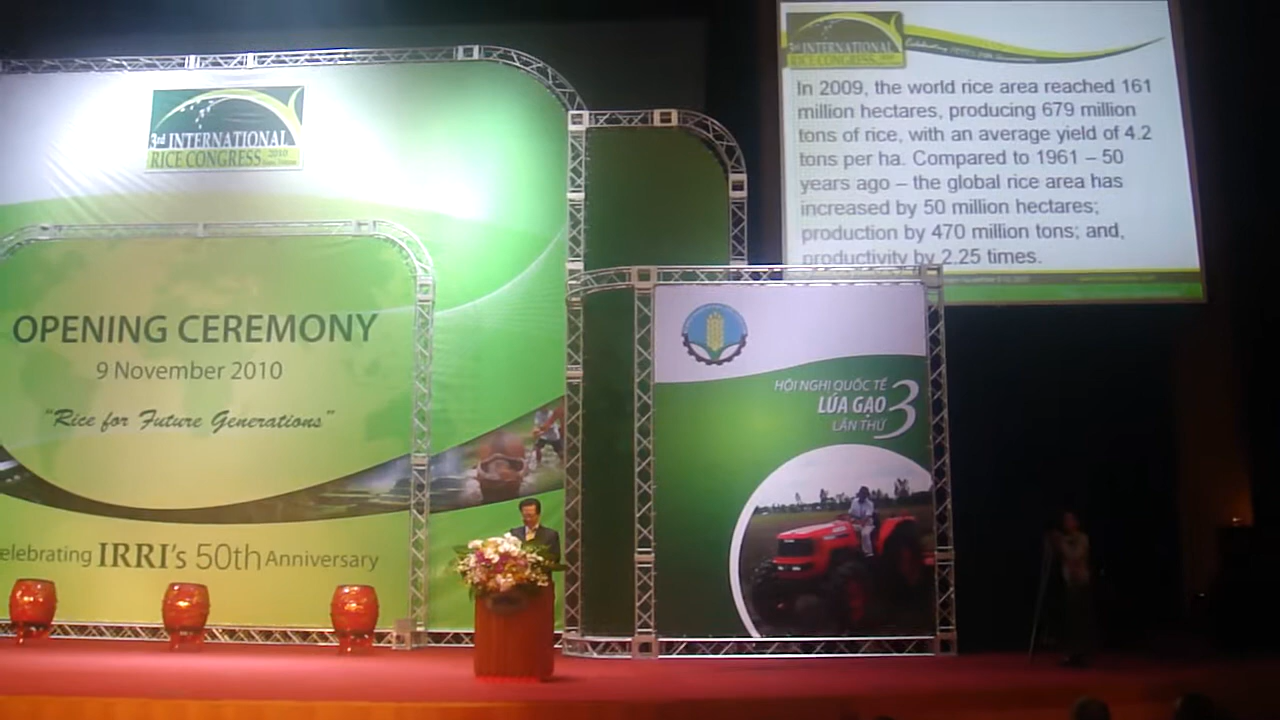 3rd INTERNATIONAL
RICE CONGRESS 2010
OPENING CEREMONY
9 November 2010
"Rice for Future Generations"
elebrating IRRI's 50th Anniversary
3rd INTERNATIONAL
RICE CONGRESS
In 2009, the world rice area reached 161
million hectares, producing 679 million
tons of rice, with an average yield of 4.2
tons per ha. Compared to 1961 – 50
years ago – the global rice area has
increased by 50 million hectares;
production by 470 million tons; and,
productivity by 2.25 times.
HỘI NGHỊ QUỐC TẾ
LÚA GẠO 3
LẦN THỨ